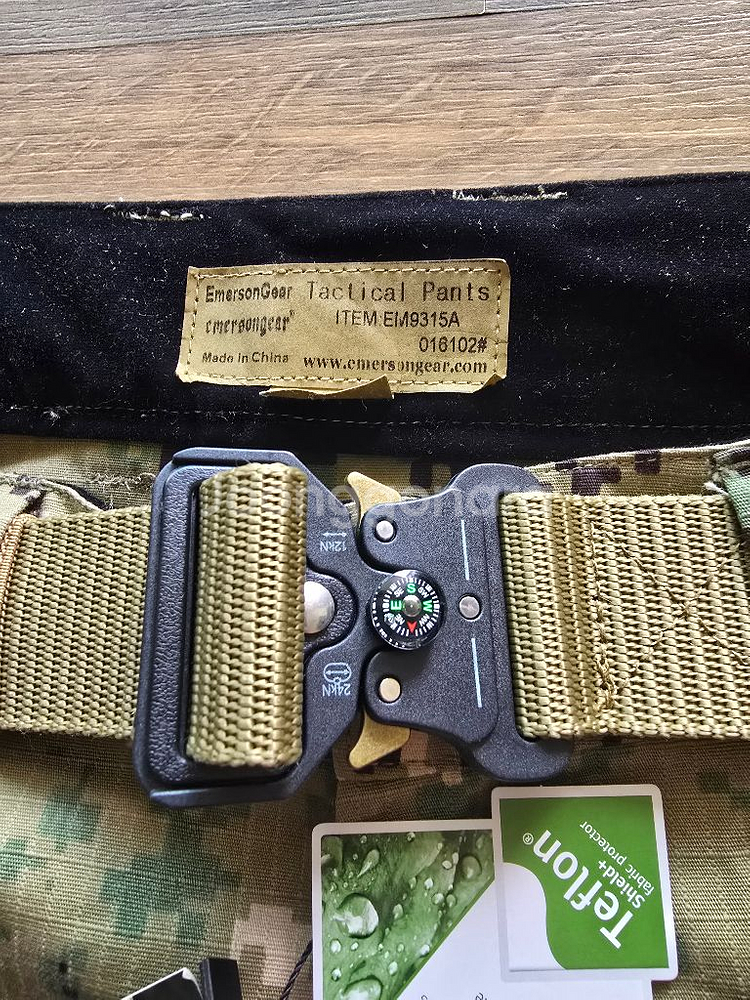 EmersonGear Tactical Pants
emersongear® ITEM:EM9315A
016102#
Made in China www.emersongear.com
12kN
24kN
S
E W
Teflon®
Shield+
fabric protector